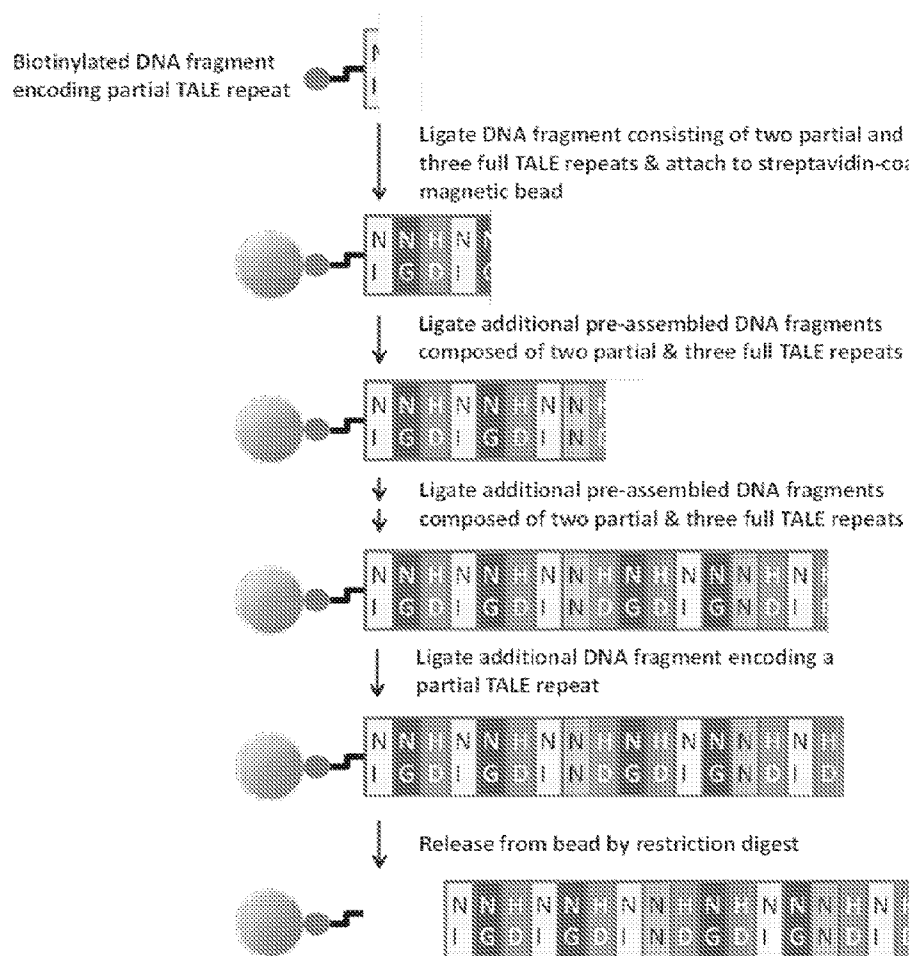 Biotinylated DNA fragment
encoding partial TALE repeat
N
I
Ligate DNA fragment consisting of two partial and
three full TALE repeats & attach to streptavidin-coa
magnetic bead
N N H N N
I G D I G
Ligate additional pre-assembled DNA fragments
composed of two partial & three full TALE repeats
N N H N N H N N
I G D I G D I N
Ligate additional pre-assembled DNA fragments
composed of two partial & three full TALE repeats
N N H N N H N N H N H N N N H N H
I G D I G D I N D G D I G N D I D
Ligate additional DNA fragment encoding a
partial TALE repeat
N N H N N H N N H N H N N N H N H
I G D I G D I N D G D I G N D I D
Release from bead by restriction digest
N N H N N H N N H N H N N N H N H
I G D I G D I N D G D I G N D I D